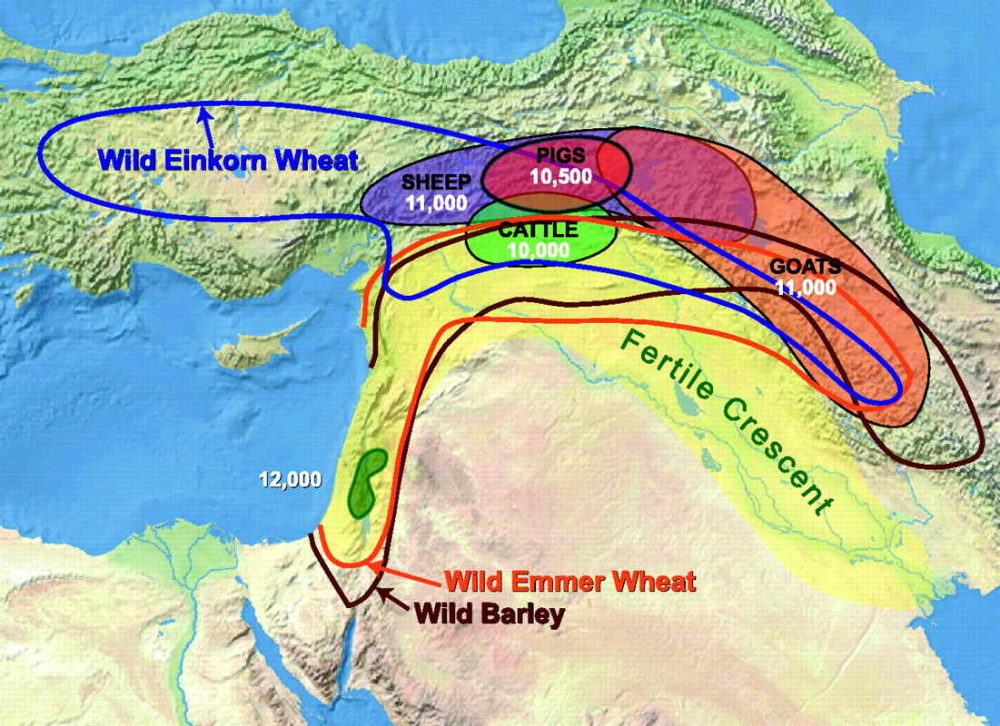 Wild Einkorn Wheat
SHEEP
11,000
PIGS
10,500
CATTLE
10,000
GOATS
11,000
Fertile Crescent
12,000
Wild Emmer Wheat
Wild Barley